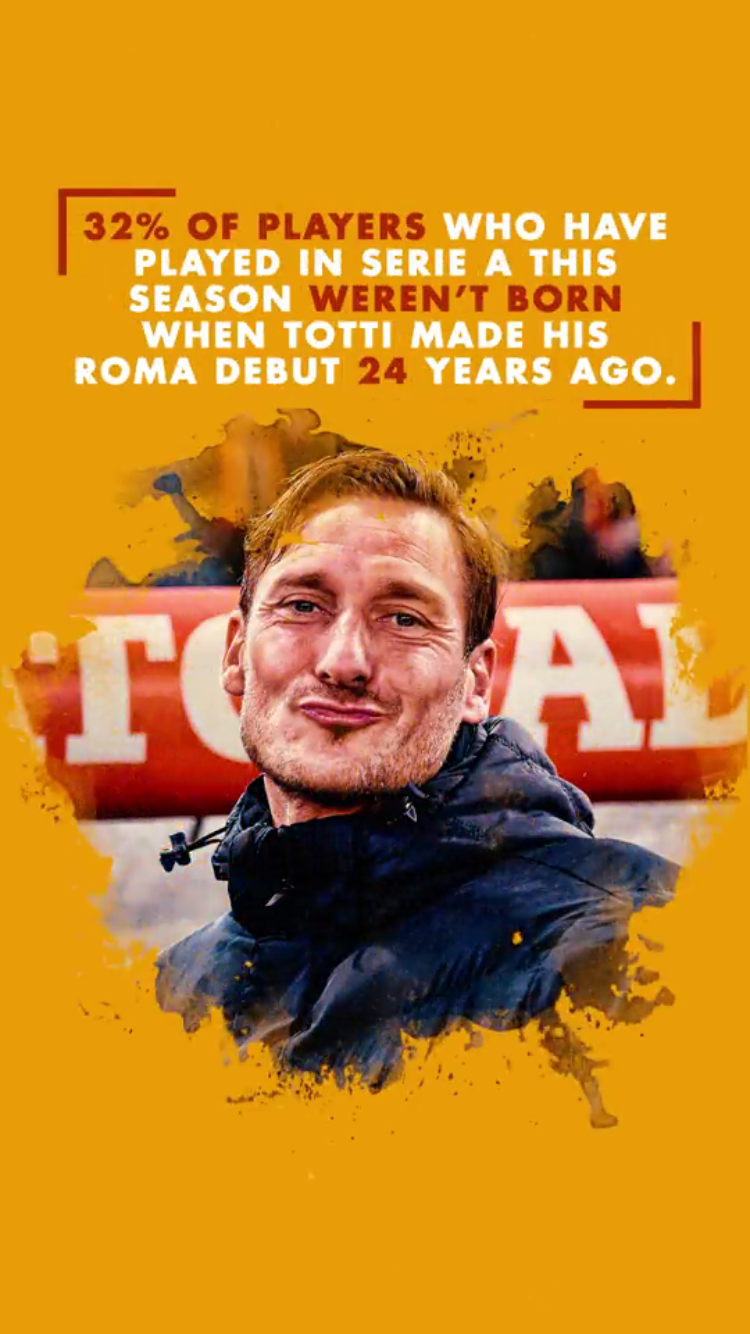 32% OF PLAYERS WHO HAVE
PLAYED IN SERIE A THIS
SEASON WEREN'T BORN
WHEN TOTTI MADE HIS
ROMA DEBUT 24 YEARS AGO.